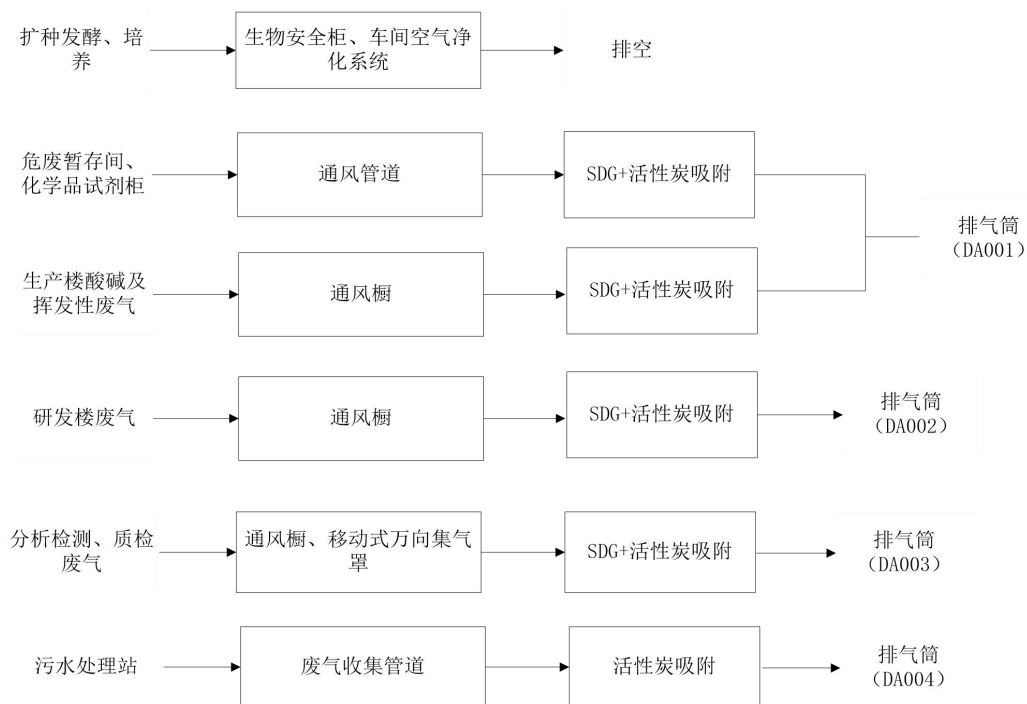 扩种发酵、培
养
生物安全柜、车间空气净
化系统
排空
危废暂存间、
化学品试剂柜
通风管道
SDG+活性炭吸附
排气筒
（DA001）
生产楼酸碱及
挥发性废气
通风橱
SDG+活性炭吸附
研发楼废气
通风橱
SDG+活性炭吸附
排气筒
（DA002）
分析检测、质检
废气
通风橱、移动式万向集气
罩
SDG+活性炭吸附
排气筒
（DA003）
污水处理站
废气收集管道
活性炭吸附
排气筒
（DA004）